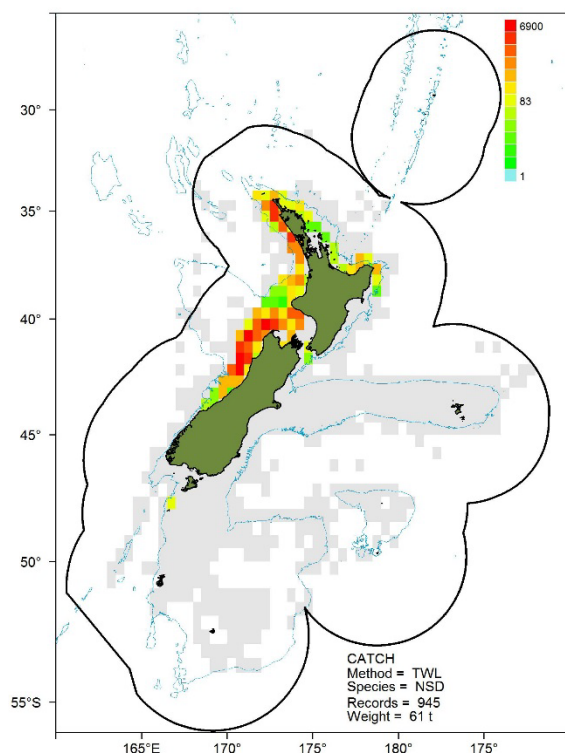 6900
83
1
30°
35°
40°
45°
50°
55°S
CATCH
Method = TWL
Species = NSD
Records = 945
Weight = 61 t
165°E 170° 175° 180° 175°